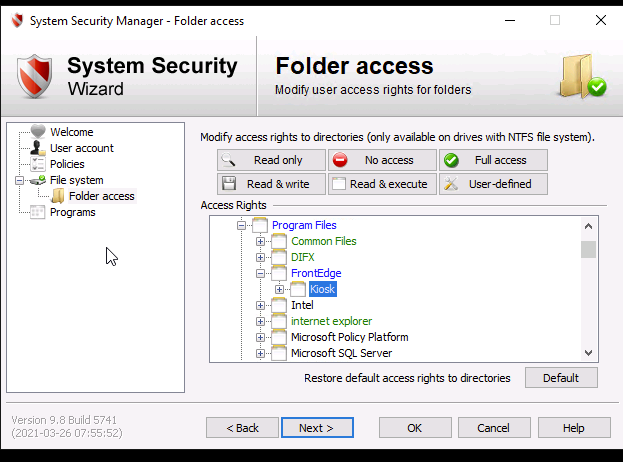 System Security Manager - Folder access
System Security
Wizard
Folder access
Modify user access rights for folders
Welcome
User account
Policies
File system
Folder access
Programs
Modify access rights to directories (only available on drives with NTFS file system).
Read only
No access
Full access
Read & write
Read & execute
User-defined
Access Rights
Program Files
Common Files
DIFX
FrontEdge
Kiosk
Intel
internet explorer
Microsoft Policy Platform
Microsoft SQL Server
Restore default access rights to directories
Default
Version 9.8 Build 5741
(2021-03-26 07:55:52)
< Back
Next >
OK
Cancel
Help